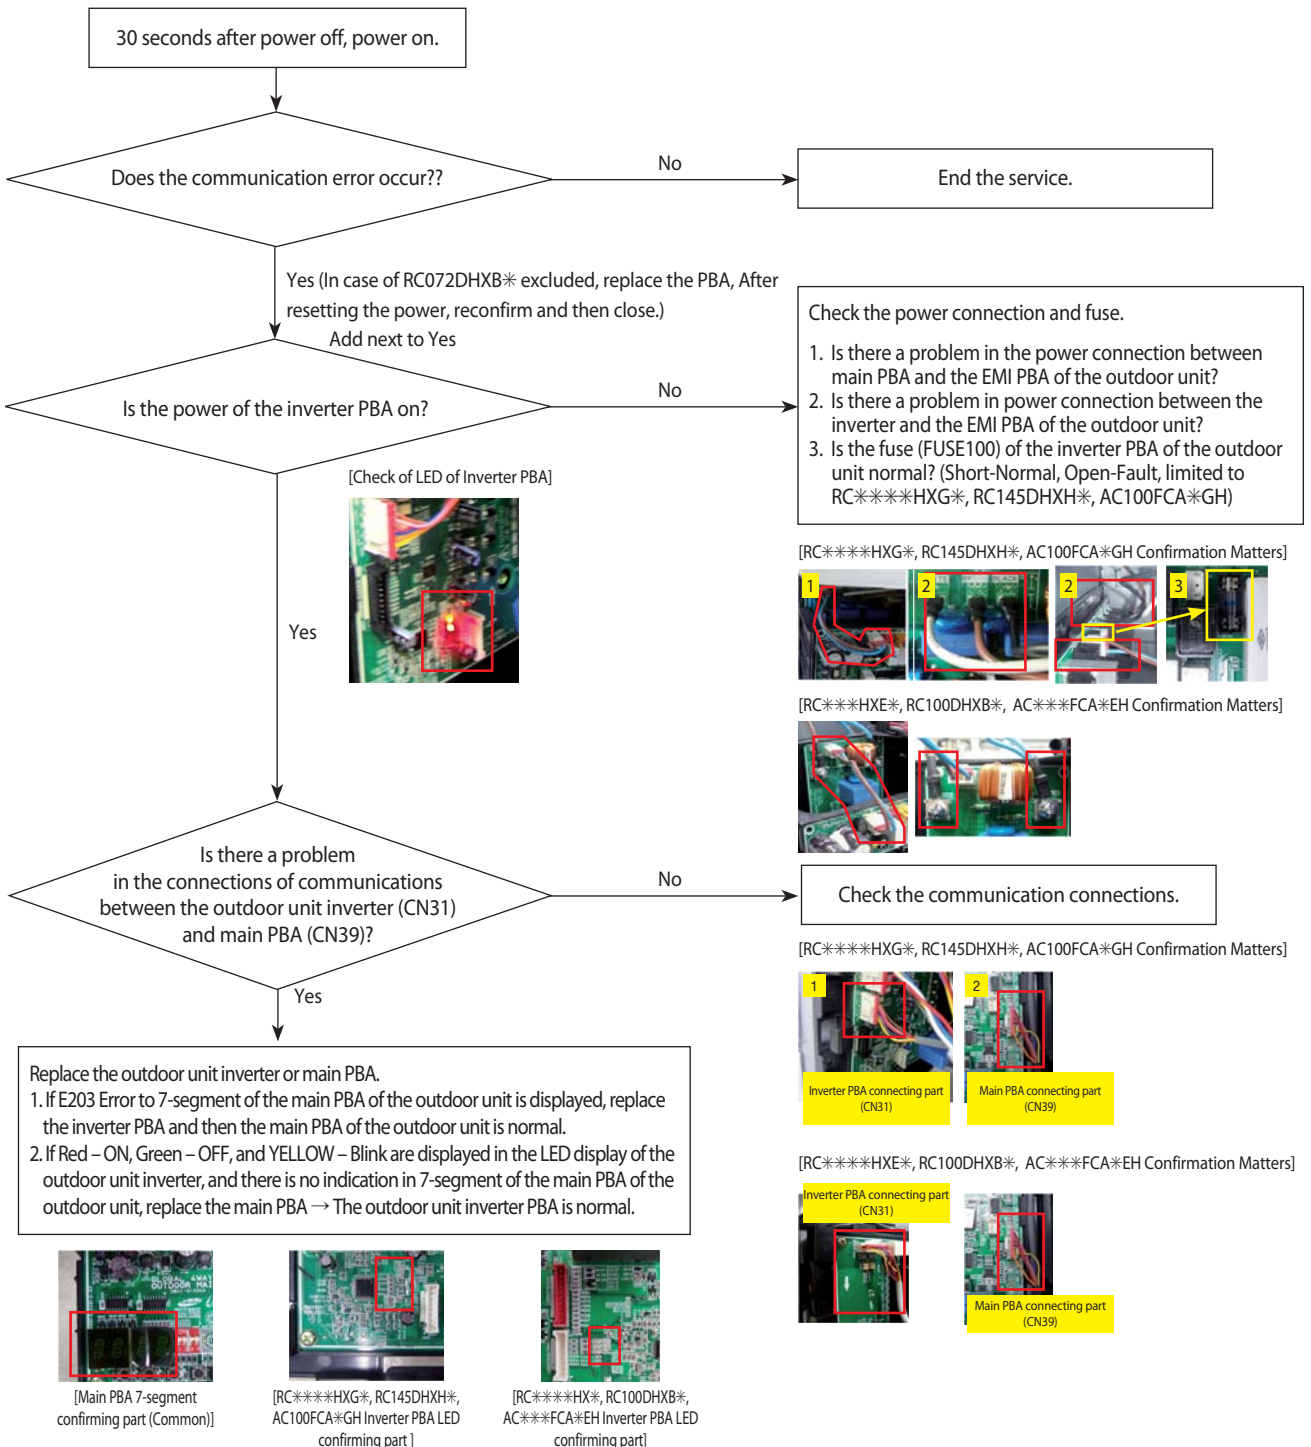 30 seconds after power off, power on.
Does the communication error occur??
No
End the service.
Yes (In case of RC072DHXB✳ excluded, replace the PBA, After
resetting the power, reconfirm and then close.)
Add next to Yes
Is the power of the inverter PBA on?
No
Check the power connection and fuse.
1. Is there a problem in the power connection between
main PBA and the EMI PBA of the outdoor unit?
2. Is there a problem in power connection between the
inverter and the EMI PBA of the outdoor unit?
3. Is the fuse (FUSE100) of the inverter PBA of the outdoor
unit normal? (Short-Normal, Open-Fault, limited to
RC✳✳✳✳HXG✳, RC145DHXH✳, AC100FCA✳GH)
[Check of LED of Inverter PBA]
[RC✳✳✳✳HXG✳, RC145DHXH✳, AC100FCA✳GH Confirmation Matters]
1
2
2
3
Yes
[RC✳✳✳HXE✳, RC100DHXB✳, AC✳✳✳FCA✳EH Confirmation Matters]
Is there a problem
in the connections of communications
between the outdoor unit inverter (CN31)
and main PBA (CN39)?
No
Check the communication connections.
[RC✳✳✳✳HXG✳, RC145DHXH✳, AC100FCA✳GH Confirmation Matters]
1
2
Inverter PBA connecting part
(CN31)
Main PBA connecting part
(CN39)
Yes
Replace the outdoor unit inverter or main PBA.
1. If E203 Error to 7-segment of the main PBA of the outdoor unit is displayed, replace
the inverter PBA and then the main PBA of the outdoor unit is normal.
2. If Red – ON, Green – OFF, and YELLOW – Blink are displayed in the LED display of the
outdoor unit inverter, and there is no indication in 7-segment of the main PBA of the
outdoor unit, replace the main PBA → The outdoor unit inverter PBA is normal.
[RC✳✳✳✳HXE✳, RC100DHXB✳, AC✳✳✳FCA✳EH Confirmation Matters]
Inverter PBA connecting part
(CN31)
Main PBA connecting part
(CN39)
GLOBAL 4WAY
OUTDOOR MAI
[Main PBA 7-segment
confirming part (Common)]
[RC✳✳✳✳HXG✳, RC145DHXH✳,
AC100FCA✳GH Inverter PBA LED
confirming part ]
[RC✳✳✳✳HX✳, RC100DHXB✳,
AC✳✳✳FCA✳EH Inverter PBA LED
confirming part]